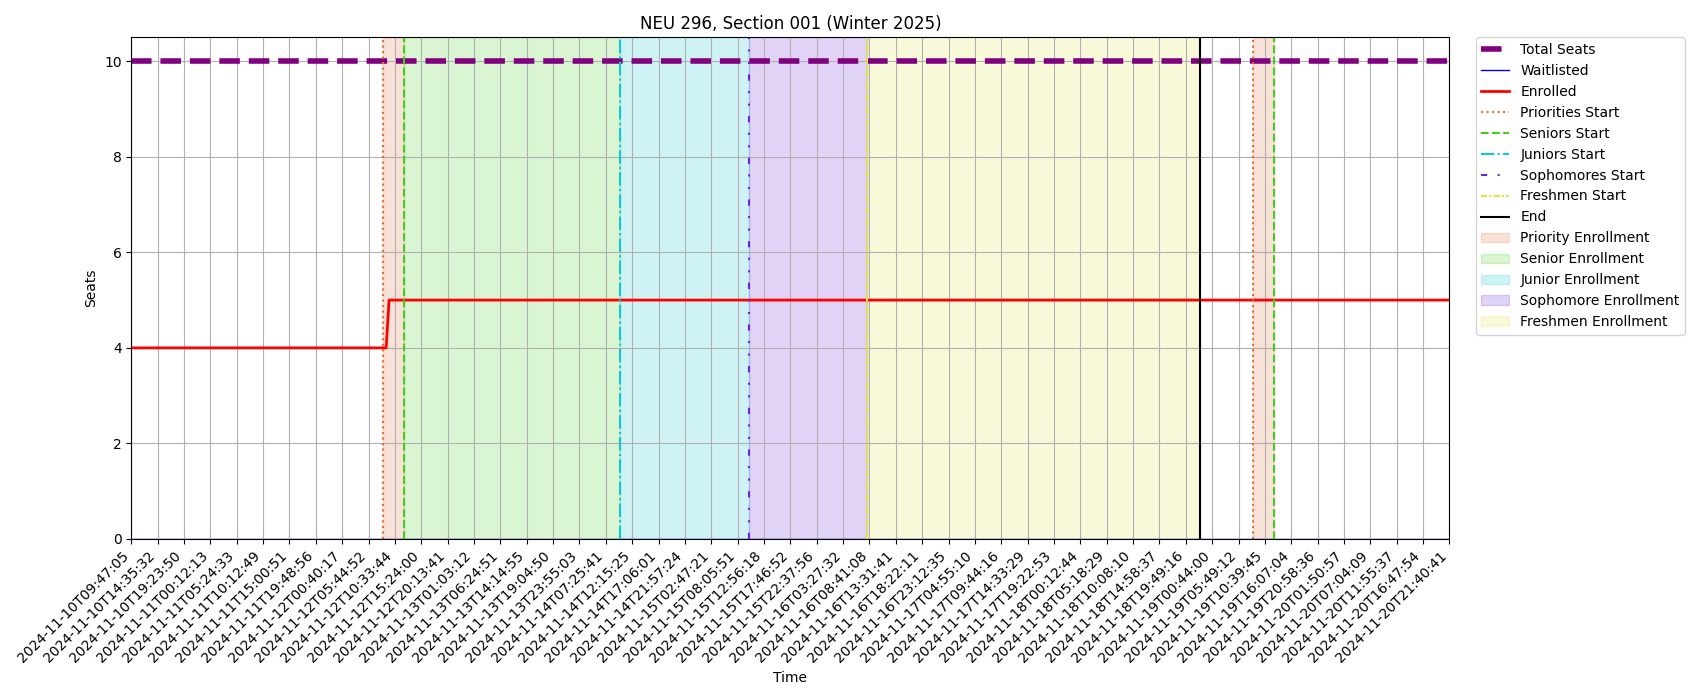 NEU 296, Section 001 (Winter 2025)
Seats
10
8
6
4
2
0
2024-11-10T09:47:05
2024-11-10T14:35:32
2024-11-10T19:23:50
2024-11-11T00:12:13
2024-11-11T05:24:33
2024-11-11T10:12:49
2024-11-11T15:00:51
2024-11-11T19:48:56
2024-11-12T00:40:17
2024-11-12T05:44:52
2024-11-12T10:33:44
2024-11-12T15:24:00
2024-11-12T20:13:41
2024-11-13T01:03:12
2024-11-13T06:24:51
2024-11-13T14:14:55
2024-11-13T19:04:50
2024-11-13T23:55:03
2024-11-14T07:25:41
2024-11-14T12:15:23
2024-11-14T17:06:01
2024-11-14T21:57:24
2024-11-15T02:47:21
2024-11-15T08:05:51
2024-11-15T12:56:18
2024-11-15T17:46:52
2024-11-15T22:37:56
2024-11-16T03:27:32
2024-11-16T08:41:08
2024-11-16T13:31:41
2024-11-16T18:22:11
2024-11-16T23:12:35
2024-11-17T04:55:10
2024-11-17T09:44:16
2024-11-17T14:33:29
2024-11-17T19:22:53
2024-11-18T00:12:44
2024-11-18T05:18:29
2024-11-18T10:08:10
2024-11-18T14:58:37
2024-11-18T19:49:16
2024-11-19T00:44:00
2024-11-19T05:49:12
2024-11-19T10:39:45
2024-11-19T16:07:04
2024-11-19T20:58:36
2024-11-20T01:50:57
2024-11-20T07:04:09
2024-11-20T11:55:37
2024-11-20T16:47:54
2024-11-20T21:40:41
Time
Total Seats
Waitlisted
Enrolled
Priorities Start
Seniors Start
Juniors Start
Sophomores Start
Freshmen Start
End
Priority Enrollment
Senior Enrollment
Junior Enrollment
Sophomore Enrollment
Freshmen Enrollment